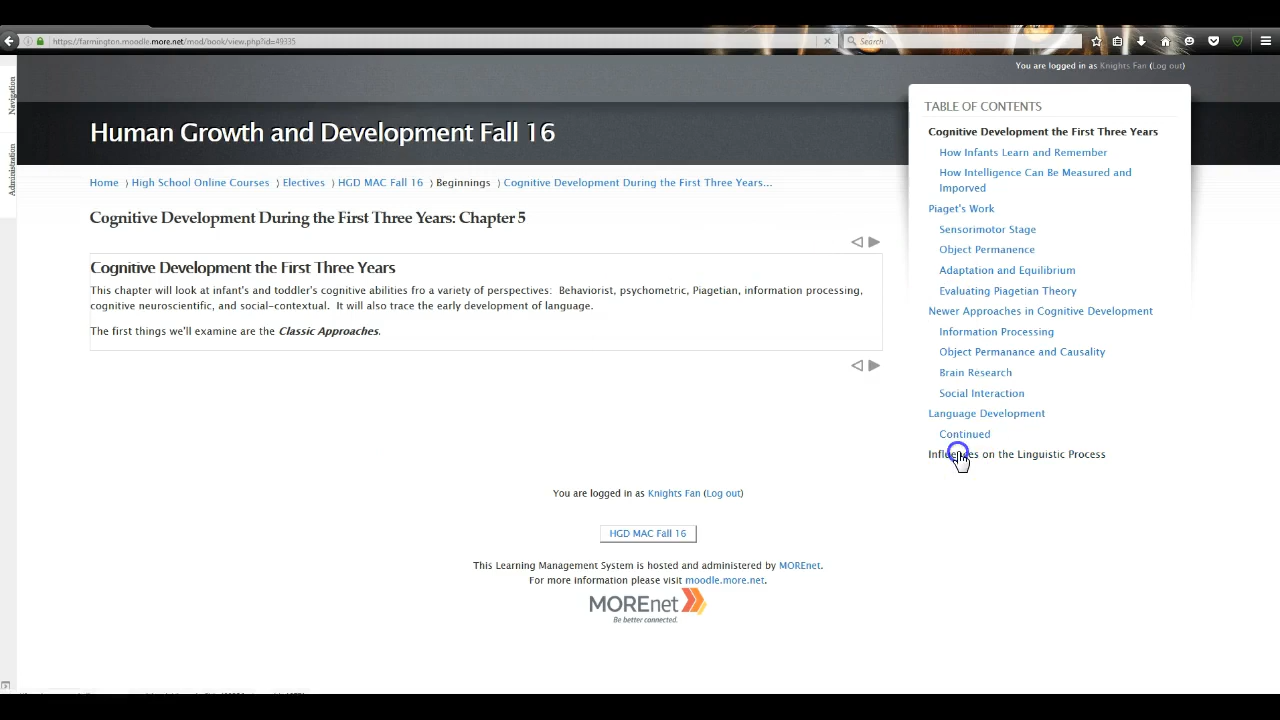 https://farmington.moodle.more.net/mod/book/view.php?id=49335
Search
You are logged in as Knights Fan (Log out)
Navigation
Administration
Human Growth and Development Fall 16
Home
High School Online Courses
Electives
HGD MAC Fall 16
Beginnings
Cognitive Development During the First Three Years...
Cognitive Development During the First Three Years: Chapter 5
Cognitive Development the First Three Years
This chapter will look at infant's and toddler's cognitive abilities fro a variety of perspectives: Behaviorist, psychometric, Piagetian, information processing,
cognitive neuroscientific, and social-contextual. It will also trace the early development of language.
The first things we'll examine are the Classic Approaches.
TABLE OF CONTENTS
Cognitive Development the First Three Years
How Infants Learn and Remember
How Intelligence Can Be Measured and
Imporved
Piaget's Work
Sensorimotor Stage
Object Permanence
Adaptation and Equilibrium
Evaluating Piagetian Theory
Newer Approaches in Cognitive Development
Information Processing
Object Permanance and Causality
Brain Research
Social Interaction
Language Development
Continued
Influences on the Linguistic Process
You are logged in as Knights Fan (Log out)
HGD MAC Fall 16
This Learning Management System is hosted and administered by MOREnet.
For more information please visit moodle.more.net.
MOREnet
Be better connected.